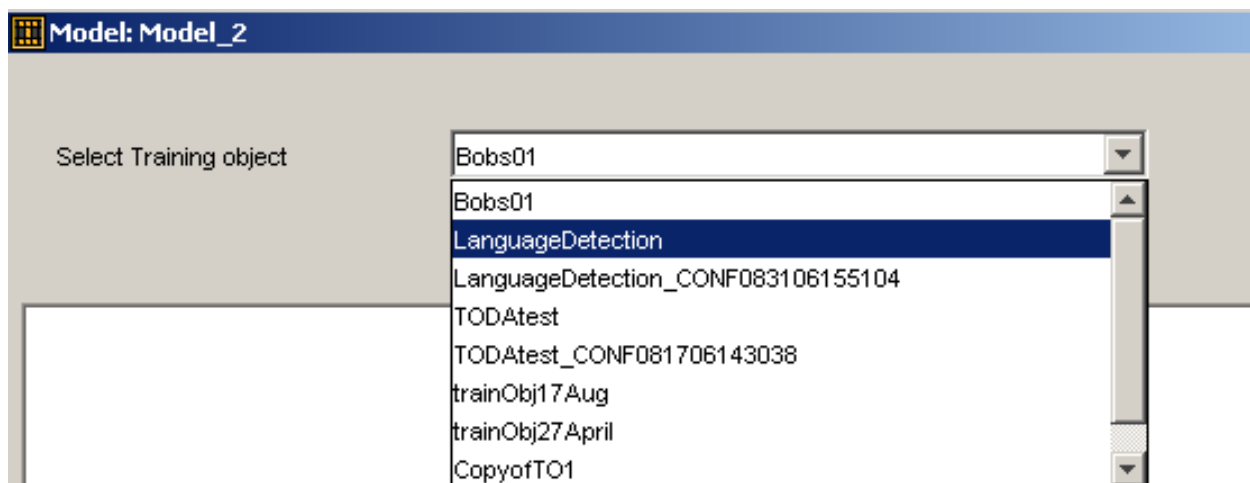 Model: Model_2
Select Training object
Bobs01
Bobs01
LanguageDetection
LanguageDetection_CONF083106155104
TODAtest
TODAtest_CONF081706143038
trainObj17Aug
trainObj27April
CopyofTO1